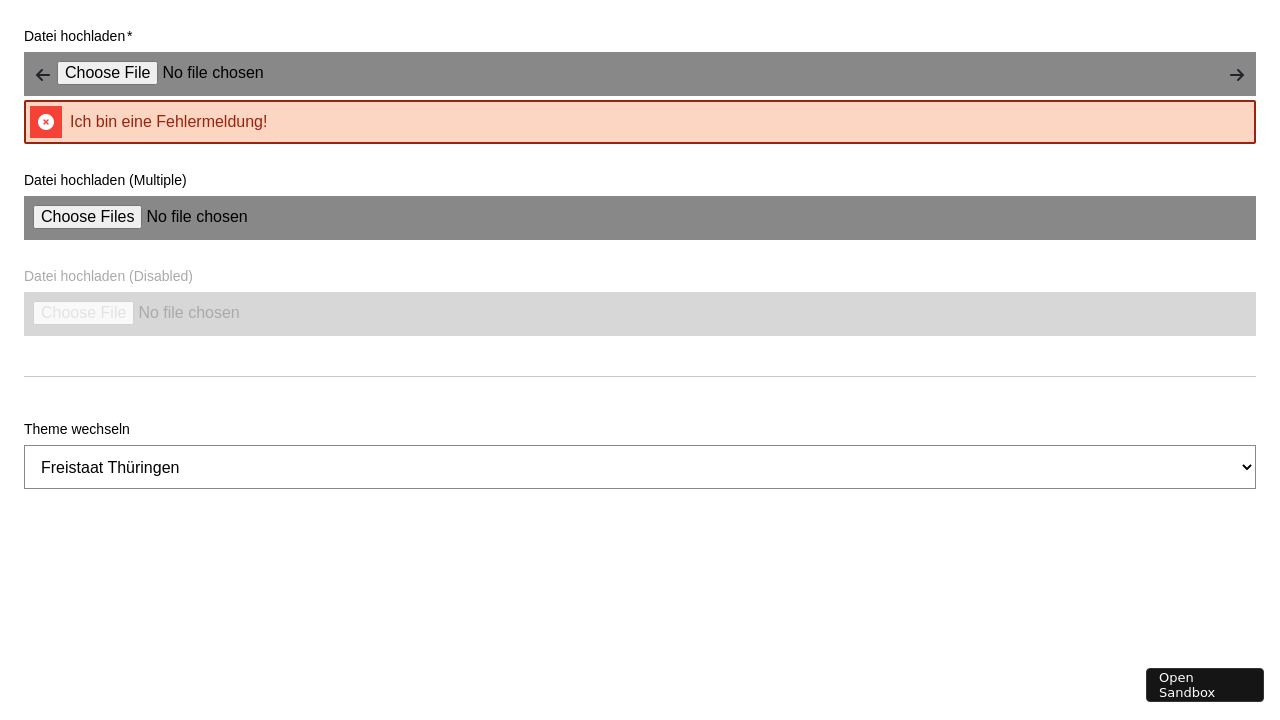 Datei hochladen*
Choose File No file chosen
Ich bin eine Fehlermeldung!
Datei hochladen (Multiple)
Choose Files No file chosen
Datei hochladen (Disabled)
Choose File No file chosen
Theme wechseln
Freistaat Thüringen
Open
Sandbox